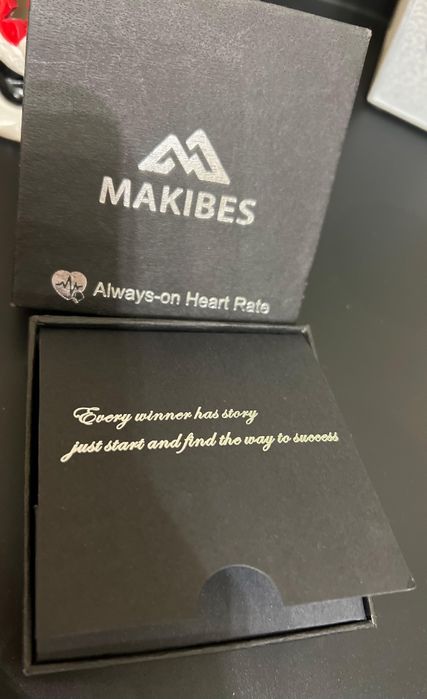 MAKIBES
Always-on Heart Rate
Every winner has story
just start and find the way to success